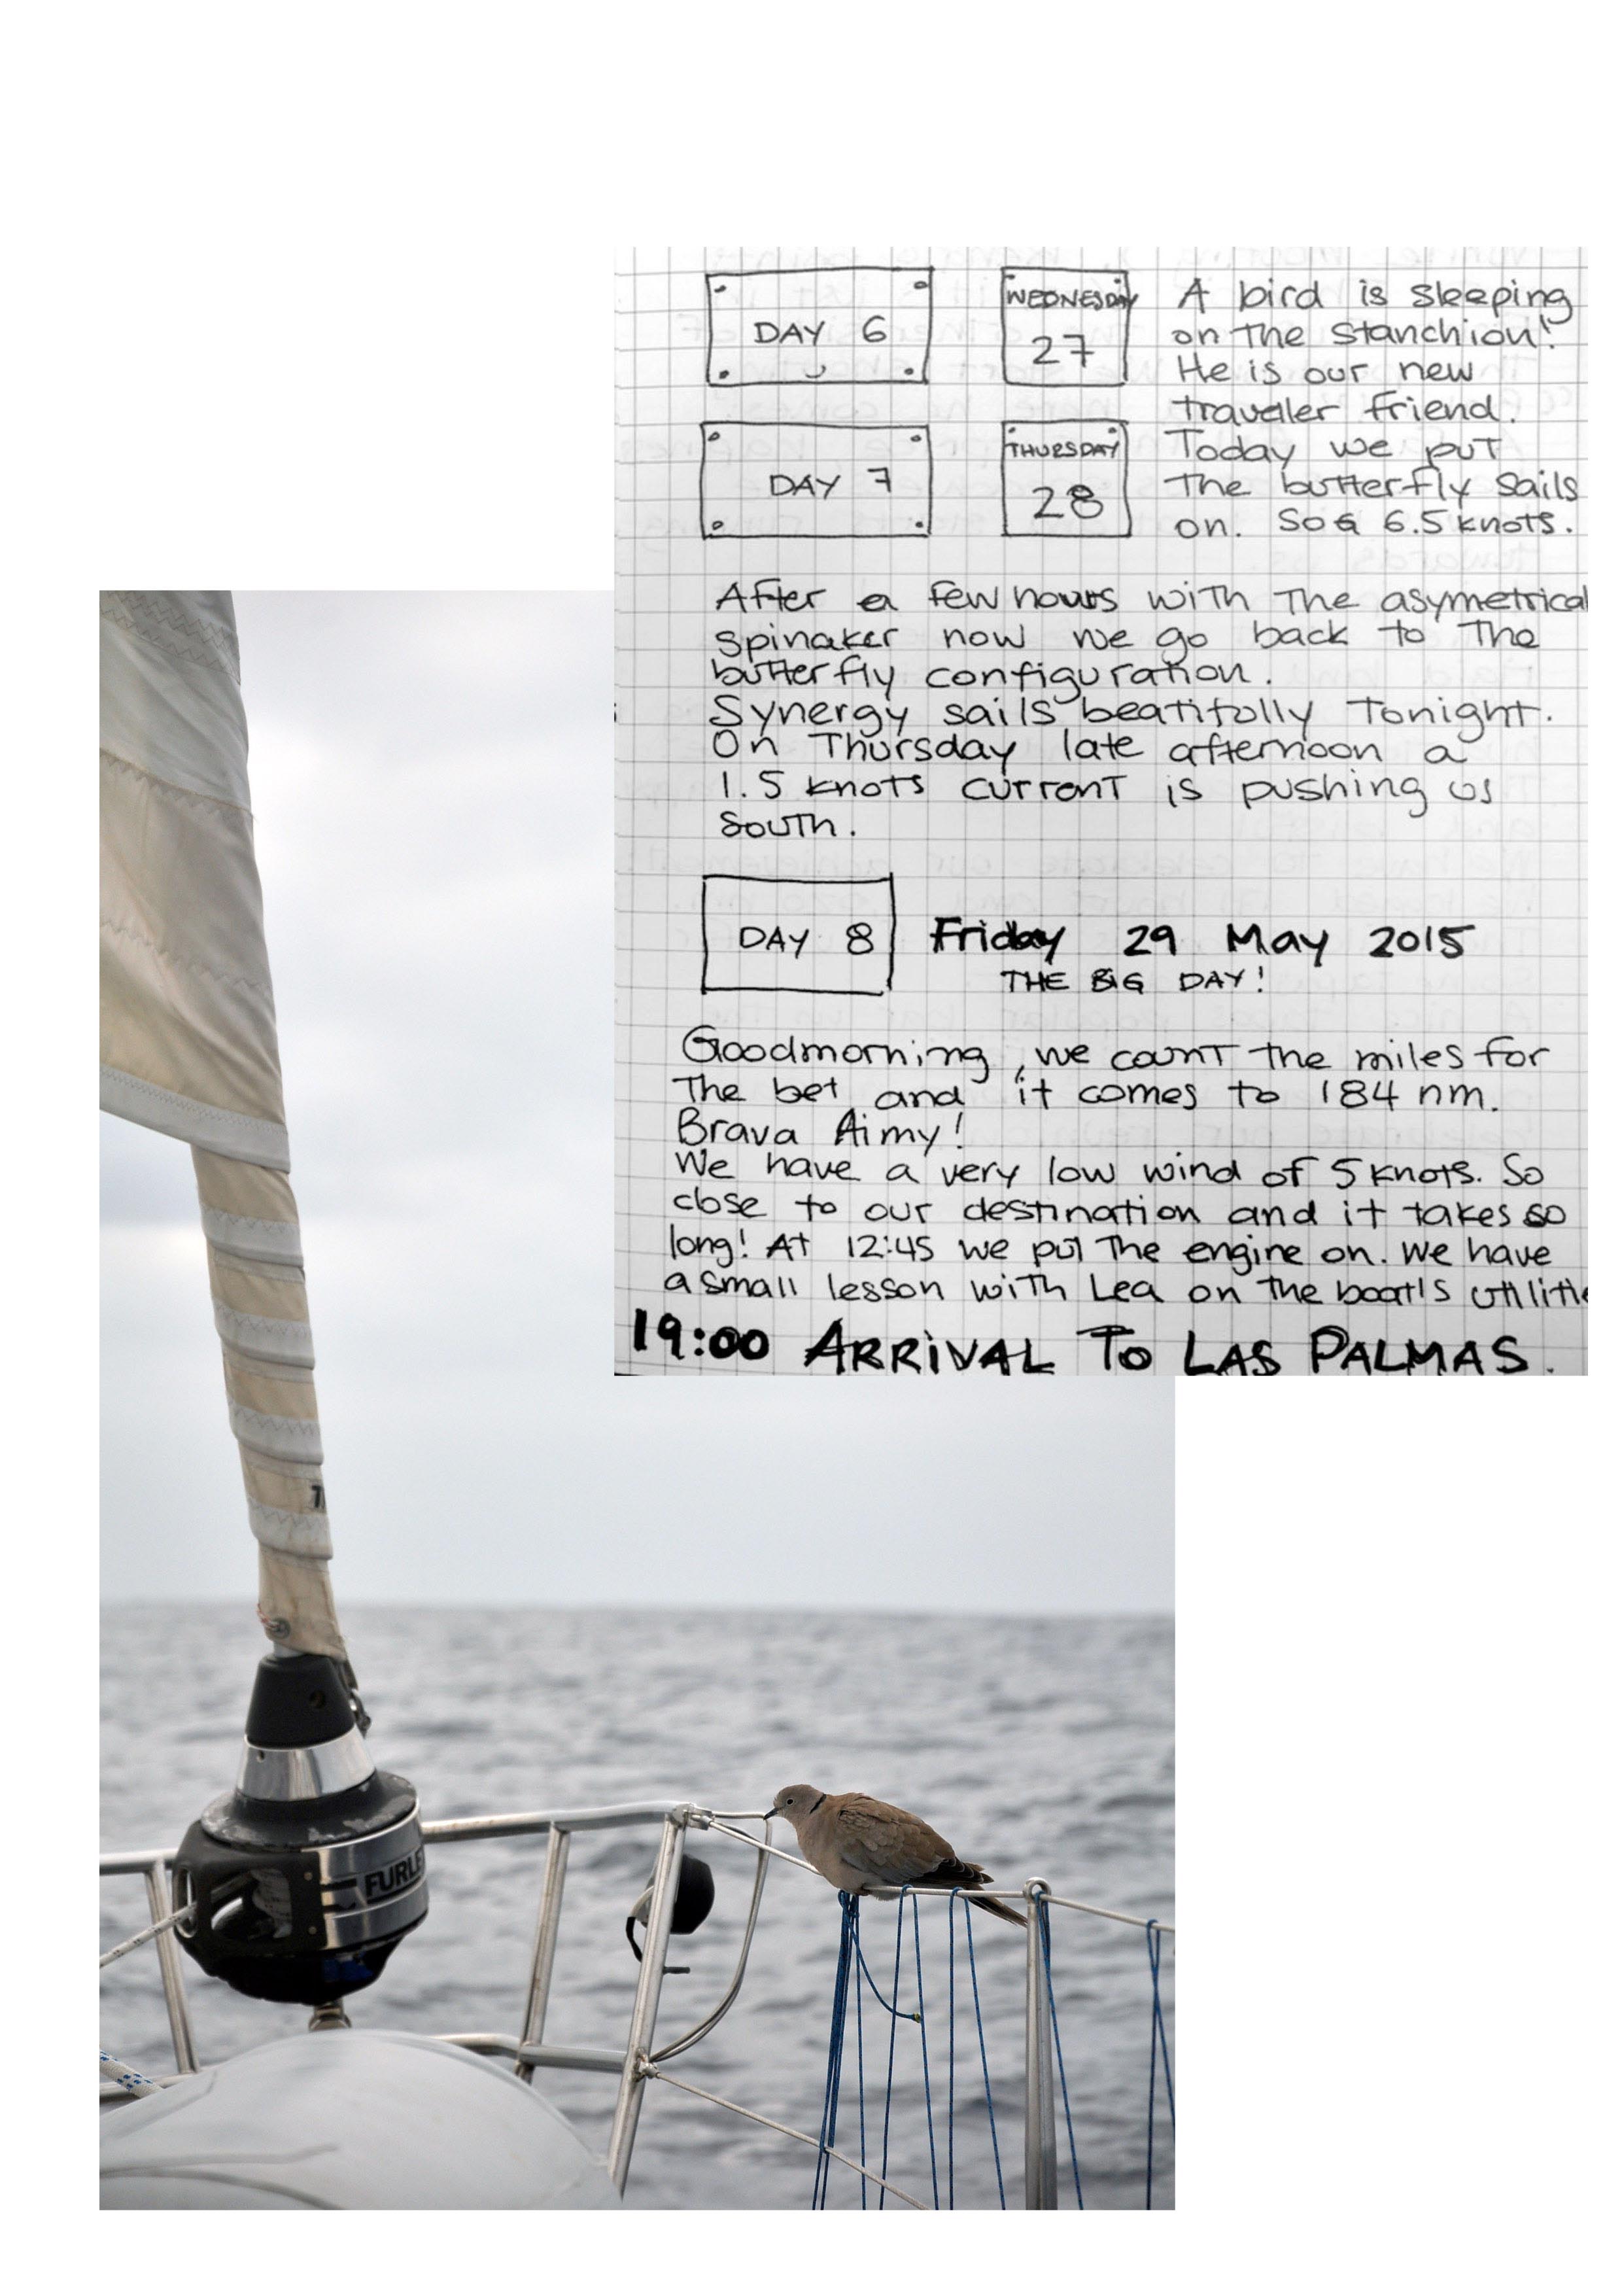 DAY 6
WEDNESDAY
27
A bird is sleeping
on the stanchion!
He is our new
traveller friend.
DAY 7
THURSDAY
28
Today we put
the butterfly sails
on. SOG 6.5 knots.
After a few hours with the asymetrical
spinaker now we go back to the
butterfly configuration.
Synergy sails beatifully tonight.
On Thursday late afternoon a
1.5 knots current is pushing us
south.
DAY 8
Friday 29 May 2015
THE BIG DAY!
Goodmorning, we count the miles for
the bet and it comes to 184 nm.
Brava Aimy!
We have a very low wind of 5 knots. So
close to our destination and it takes so
long! At 12:45 we put the engine on. We have
a small lesson with Lea on the boat's utilitie
19:00 ARRIVAL TO LAS PALMAS.
FURLE